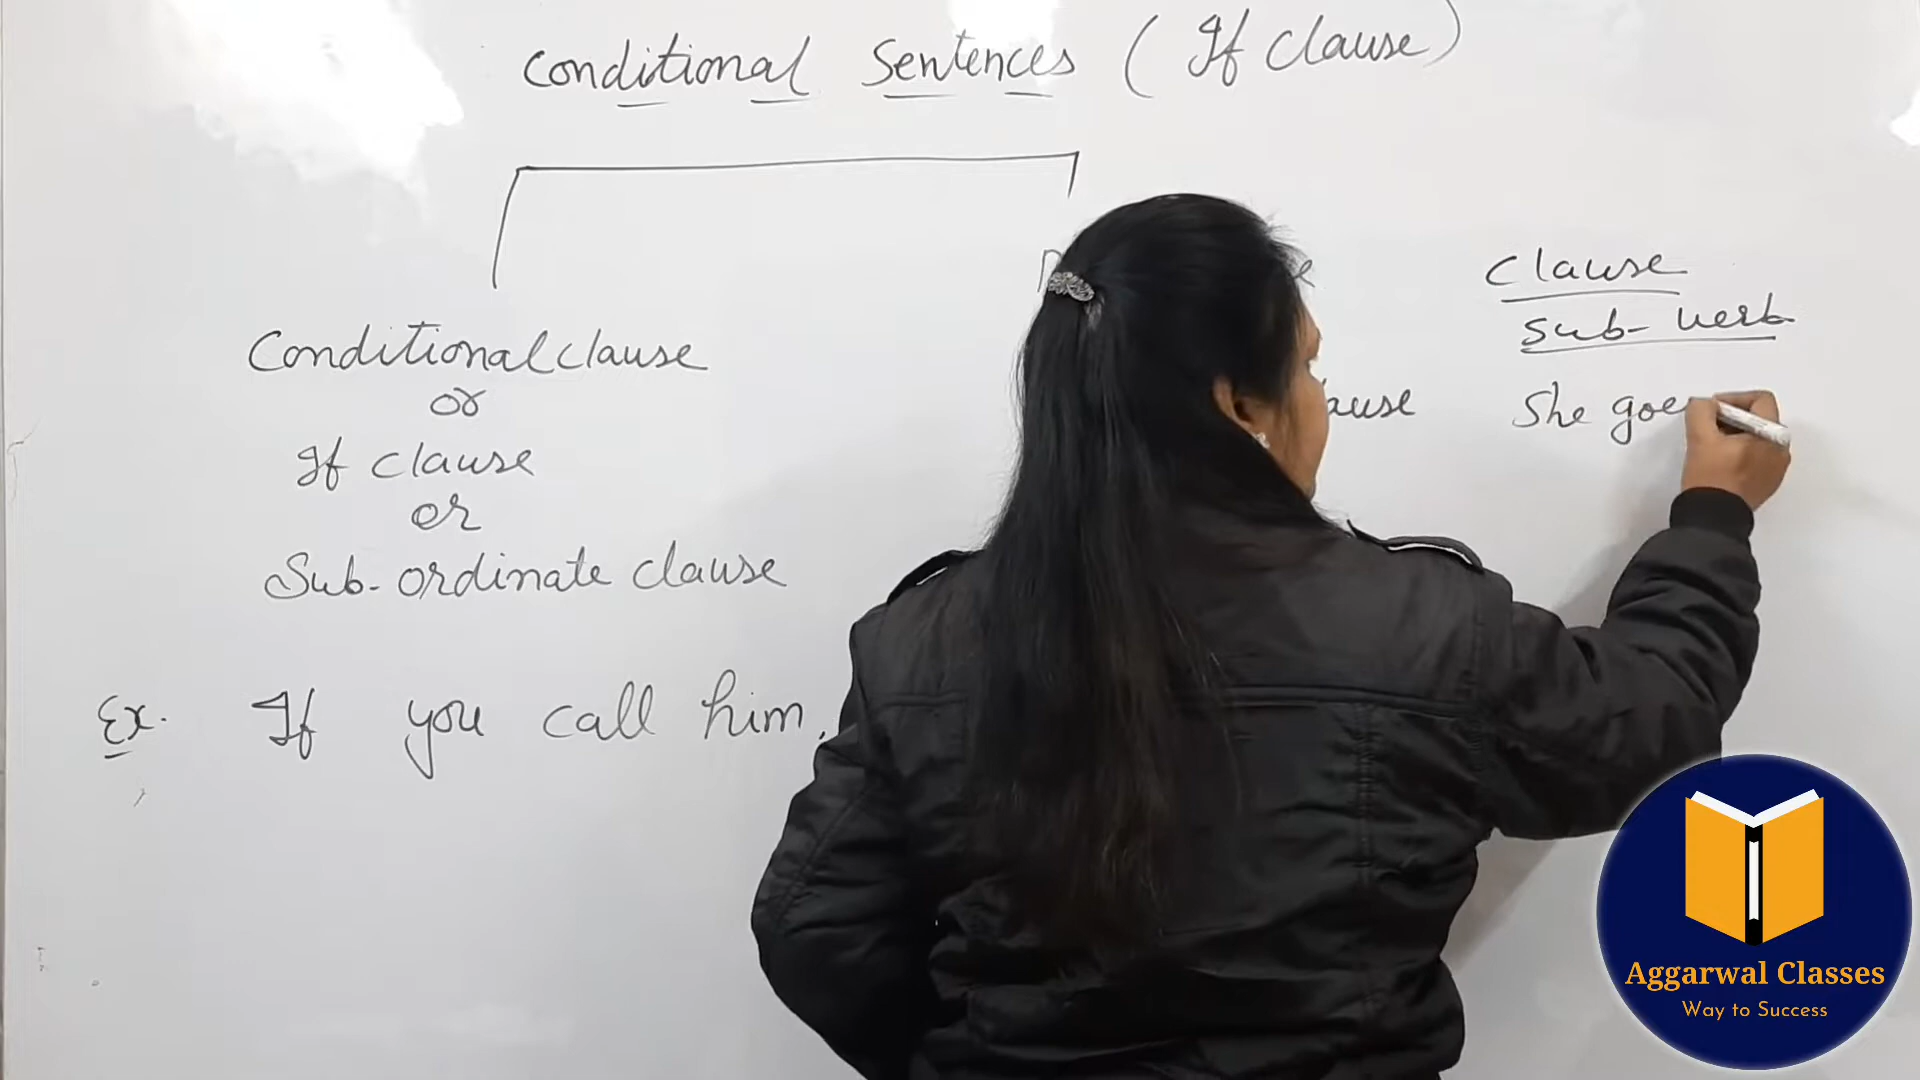 Conditional Sentences (If clause)
Conditional clause
or
If clause
or
Sub-ordinate clause
Ex. If you call him,
Clause
Sub-verb
She goe
Aggarwal Classes
Way to Success